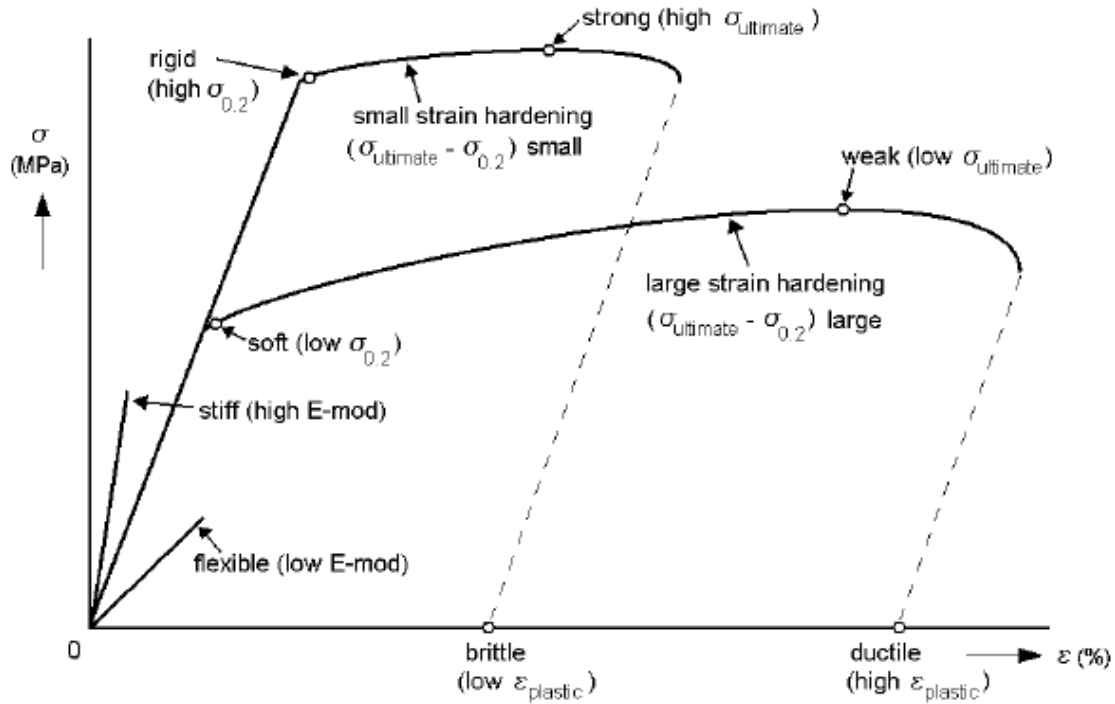 strong (high σultimate)
rigid
(high σ0.2)
small strain hardening
(σultimate - σ0.2) small
σ
(MPa)
weak (low σultimate)
large strain hardening
(σultimate - σ0.2) large
soft (low σ0.2)
stiff (high E-mod)
flexible (low E-mod)
0
brittle
(low εplastic)
ductile
(high εplastic)
ε (%)